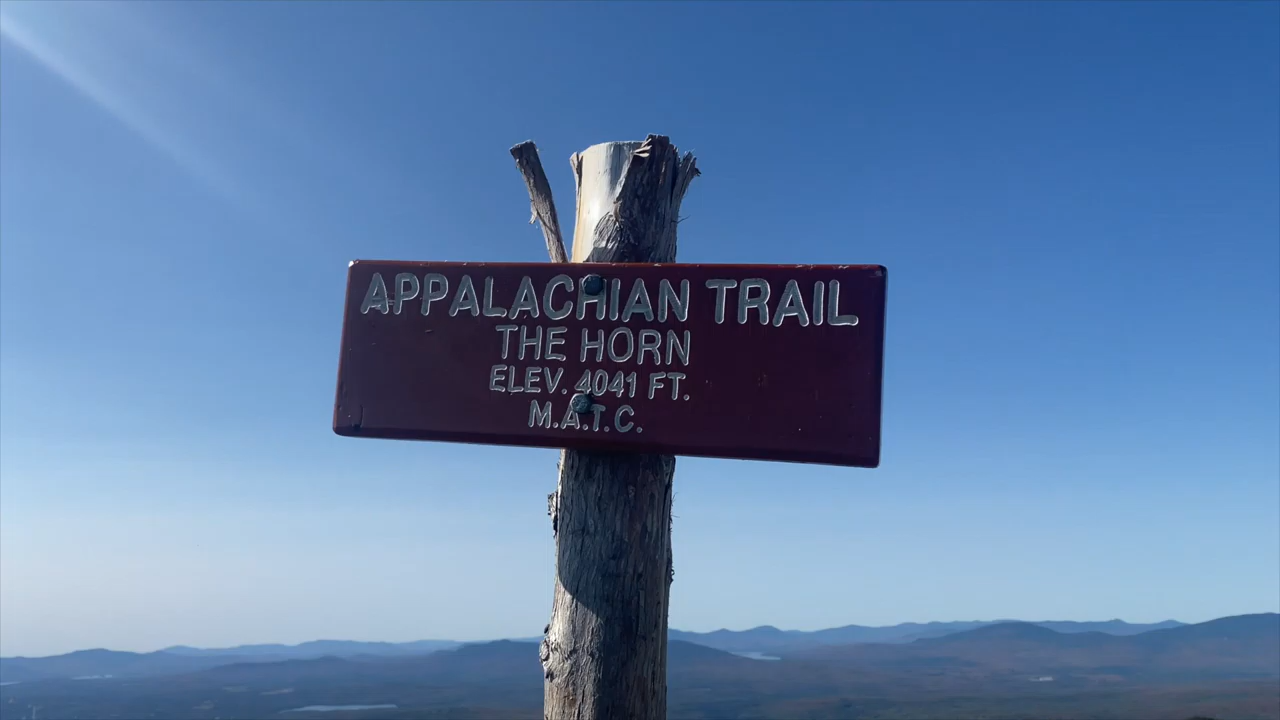 APPALACHIAN TRAIL
THE HORN
ELEV. 4041 FT.
M.A.T.C.